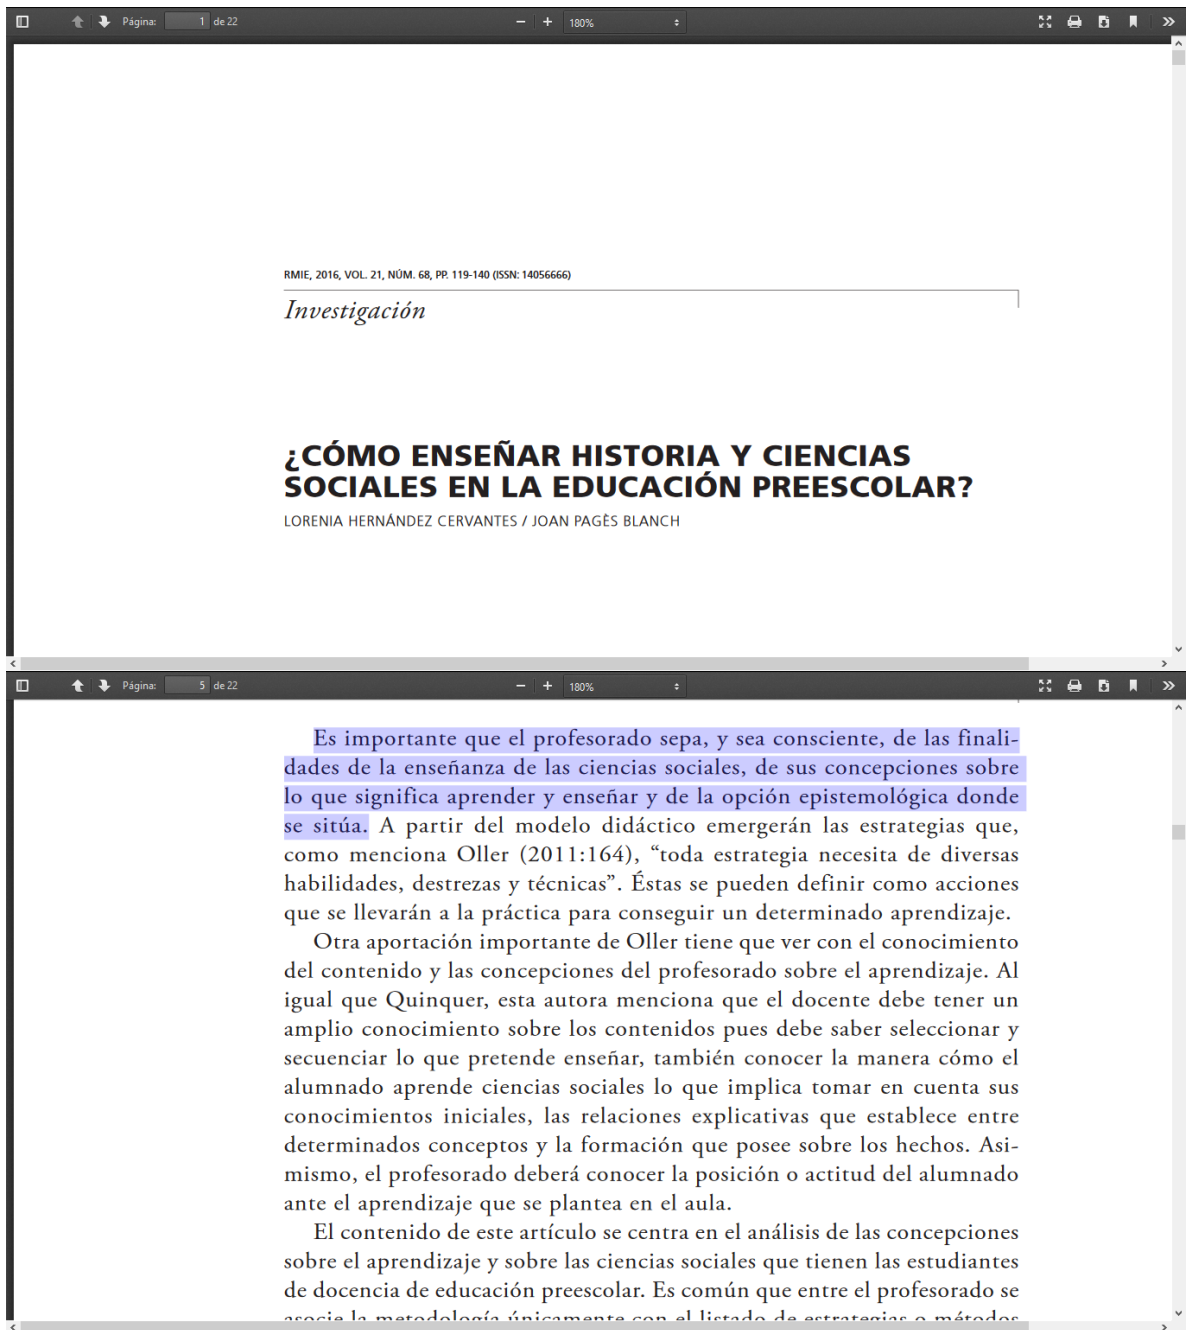 Página: 1 de 22 180%
RMIE, 2016, VOL. 21, NÚM. 68, PP. 119-140 (ISSN: 14056666)
Investigación
¿CÓMO ENSEÑAR HISTORIA Y CIENCIAS
SOCIALES EN LA EDUCACIÓN PREESCOLAR?
LORENIA HERNÁNDEZ CERVANTES / JOAN PAGÈS BLANCH
Página: 5 de 22 180%
Es importante que el profesorado sepa, y sea consciente, de las finali-
dades de la enseñanza de las ciencias sociales, de sus concepciones sobre
lo que significa aprender y enseñar y de la opción epistemológica donde
se sitúa. A partir del modelo didáctico emergerán las estrategias que,
como menciona Oller (2011:164), “toda estrategia necesita de diversas
habilidades, destrezas y técnicas”. Éstas se pueden definir como acciones
que se llevarán a la práctica para conseguir un determinado aprendizaje.
Otra aportación importante de Oller tiene que ver con el conocimiento
del contenido y las concepciones del profesorado sobre el aprendizaje. Al
igual que Quinquer, esta autora menciona que el docente debe tener un
amplio conocimiento sobre los contenidos pues debe saber seleccionar y
secuenciar lo que pretende enseñar, también conocer la manera cómo el
alumnado aprende ciencias sociales lo que implica tomar en cuenta sus
conocimientos iniciales, las relaciones explicativas que establece entre
determinados conceptos y la formación que posee sobre los hechos. Asi-
mismo, el profesorado deberá conocer la posición o actitud del alumnado
ante el aprendizaje que se plantea en el aula.
El contenido de este artículo se centra en el análisis de las concepciones
sobre el aprendizaje y sobre las ciencias sociales que tienen las estudiantes
de docencia de educación preescolar. Es común que entre el profesorado se
asocie la metodología únicamente con el listado de estrategias o métodos